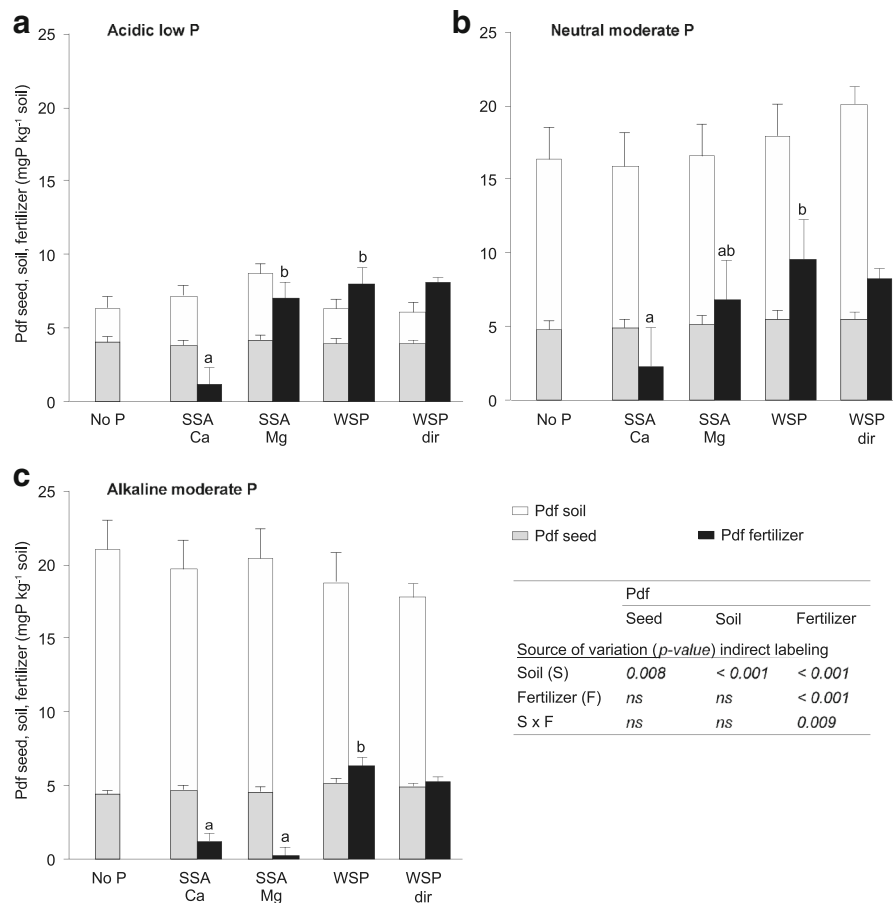 a
Acidic low P
Pdf seed, soil, fertilizer (mgP kg⁻¹ soil)
25
20
15
10
5
0
a
b
b
No P
SSA Ca
SSA Mg
WSP
WSP dir
b
Neutral moderate P
25
20
15
10
5
0
a
ab
b
No P
SSA Ca
SSA Mg
WSP
WSP dir
c
Alkaline moderate P
Pdf seed, soil, fertilizer (mgP kg⁻¹ soil)
25
20
15
10
5
0
a
a
b
No P
SSA Ca
SSA Mg
WSP
WSP dir
Pdf soil
Pdf seed
Pdf fertilizer
Pdf
Seed Soil Fertilizer
Source of variation (p-value) indirect labeling
Soil (S) 0.008 < 0.001 < 0.001
Fertilizer (F) ns ns < 0.001
S x F ns ns 0.009